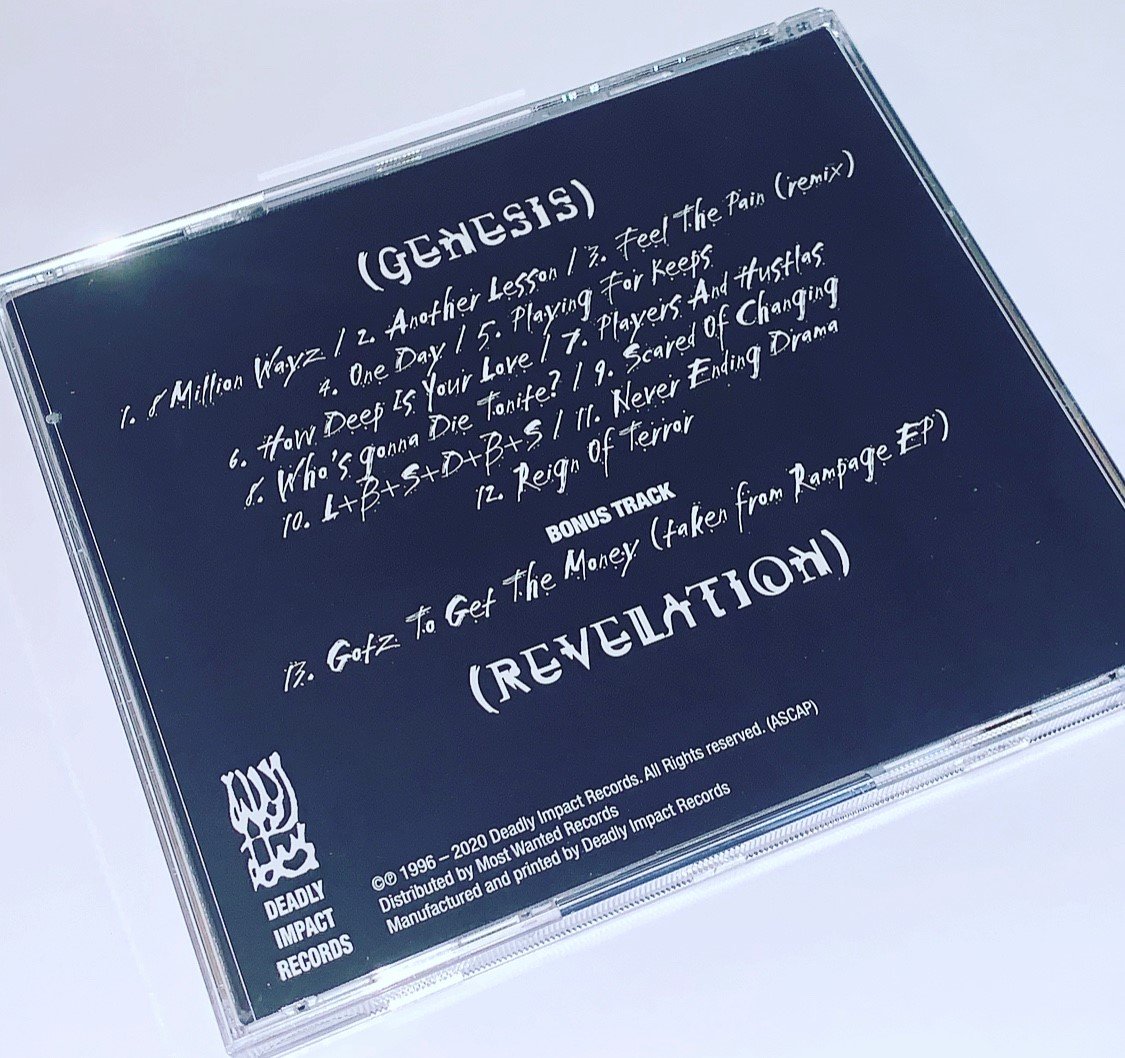 (GENESIS)
1. 8 Million Wayz / 2. Another Lesson / 3. Feel The Pain (remix)
4. One Day / 5. Playing For Keeps
6. How Deep Is Your Love / 7. Players And Hustlas
8. Who's gonna Die Tonite? / 9. Scared Of Changing
10. L+B+S+D+B+S / 11. Never Ending Drama
12. Reign Of Terror
BONUS TRACK
13. Gotz To Get The Money (taken from Rampage EP)
(REVELATION)
DEADLY
IMPACT
RECORDS
©℗ 1996 – 2020 Deadly Impact Records. All Rights reserved. (ASCAP)
Distributed by Most Wanted Records
Manufactured and printed by Deadly Impact Records